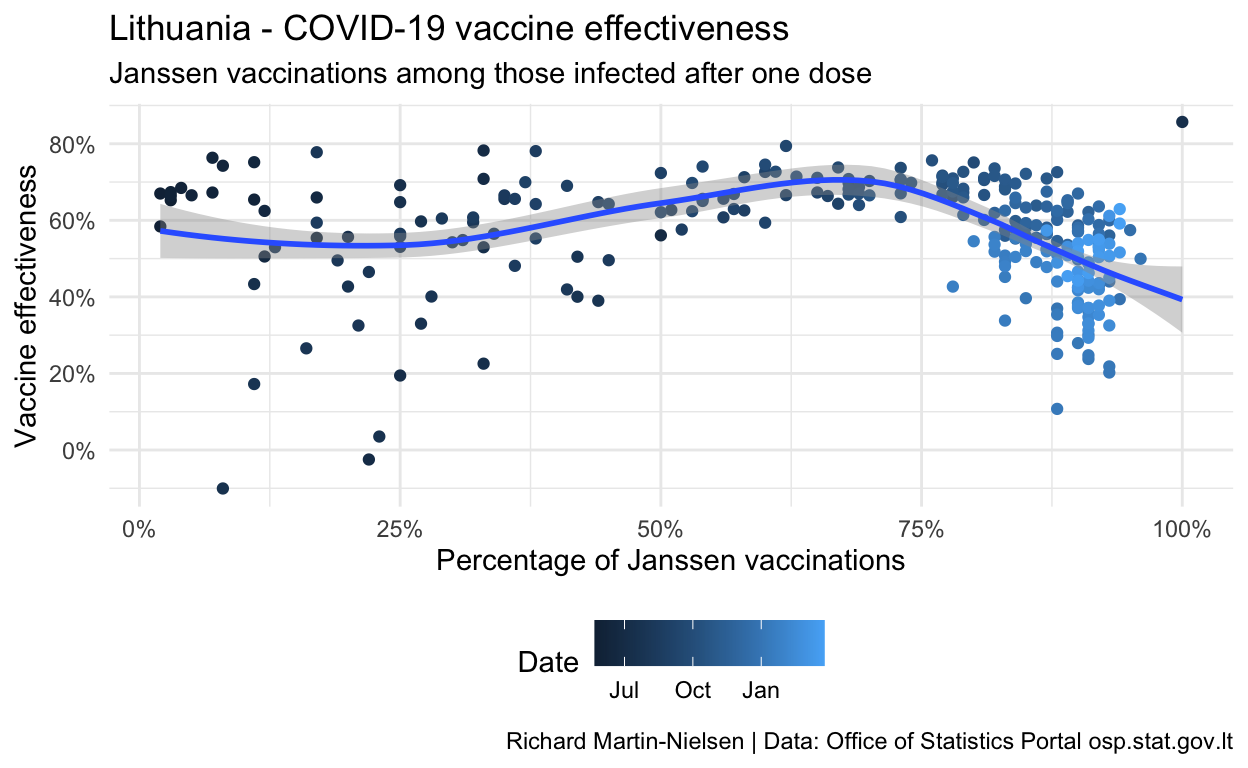 Lithuania - COVID-19 vaccine effectiveness
Janssen vaccinations among those infected after one dose
Vaccine effectiveness
80%
60%
40%
20%
0%
0% 25% 50% 75% 100%
Percentage of Janssen vaccinations
Date
Jul Oct Jan
Richard Martin-Nielsen | Data: Office of Statistics Portal osp.stat.gov.lt